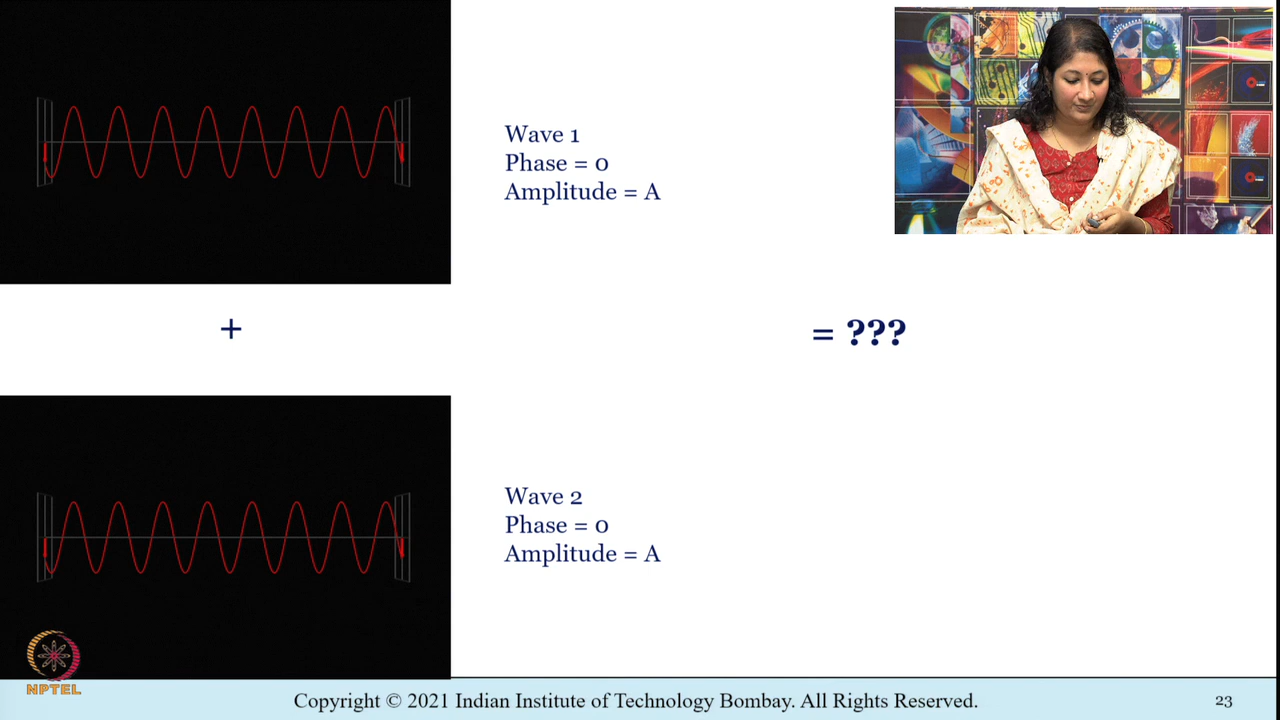 Wave 1
Phase = 0
Amplitude = A
+
= ???
Wave 2
Phase = 0
Amplitude = A
NPTEL
Copyright © 2021 Indian Institute of Technology Bombay. All Rights Reserved.
23